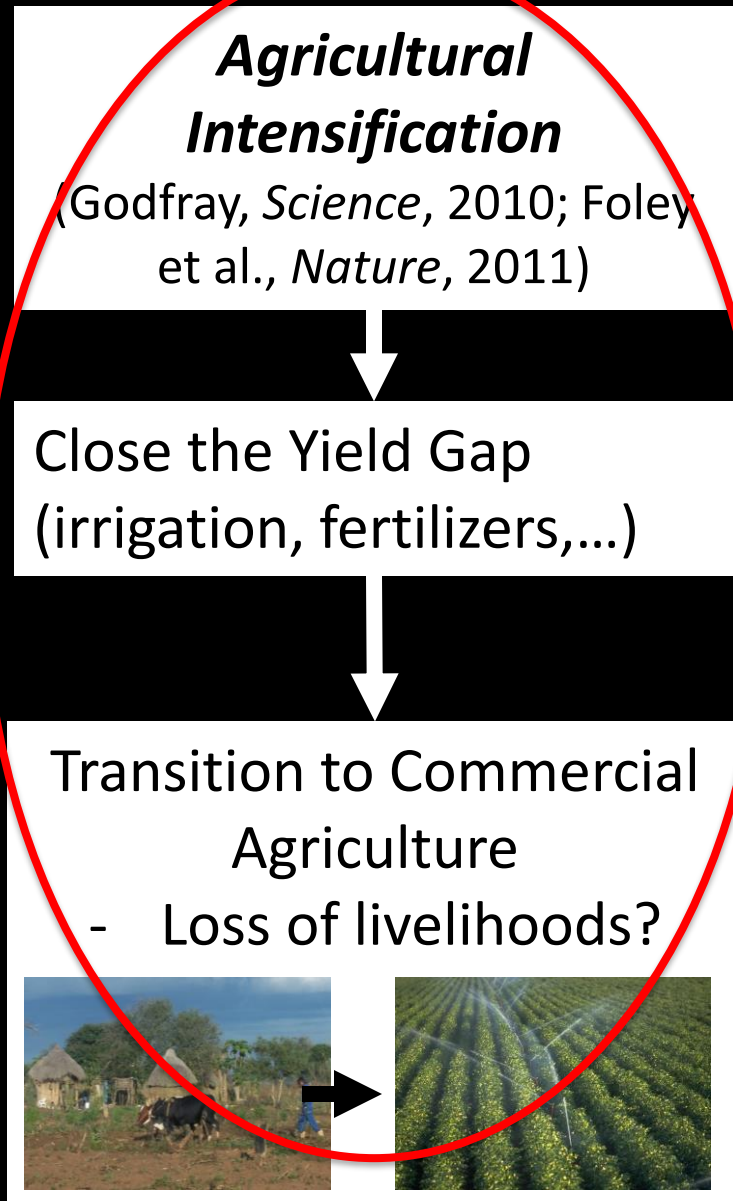 Agricultural
Intensification
(Godfray, Science, 2010; Foley
et al., Nature, 2011)
Close the Yield Gap
(irrigation, fertilizers,...)
Transition to Commercial
Agriculture
- Loss of livelihoods?